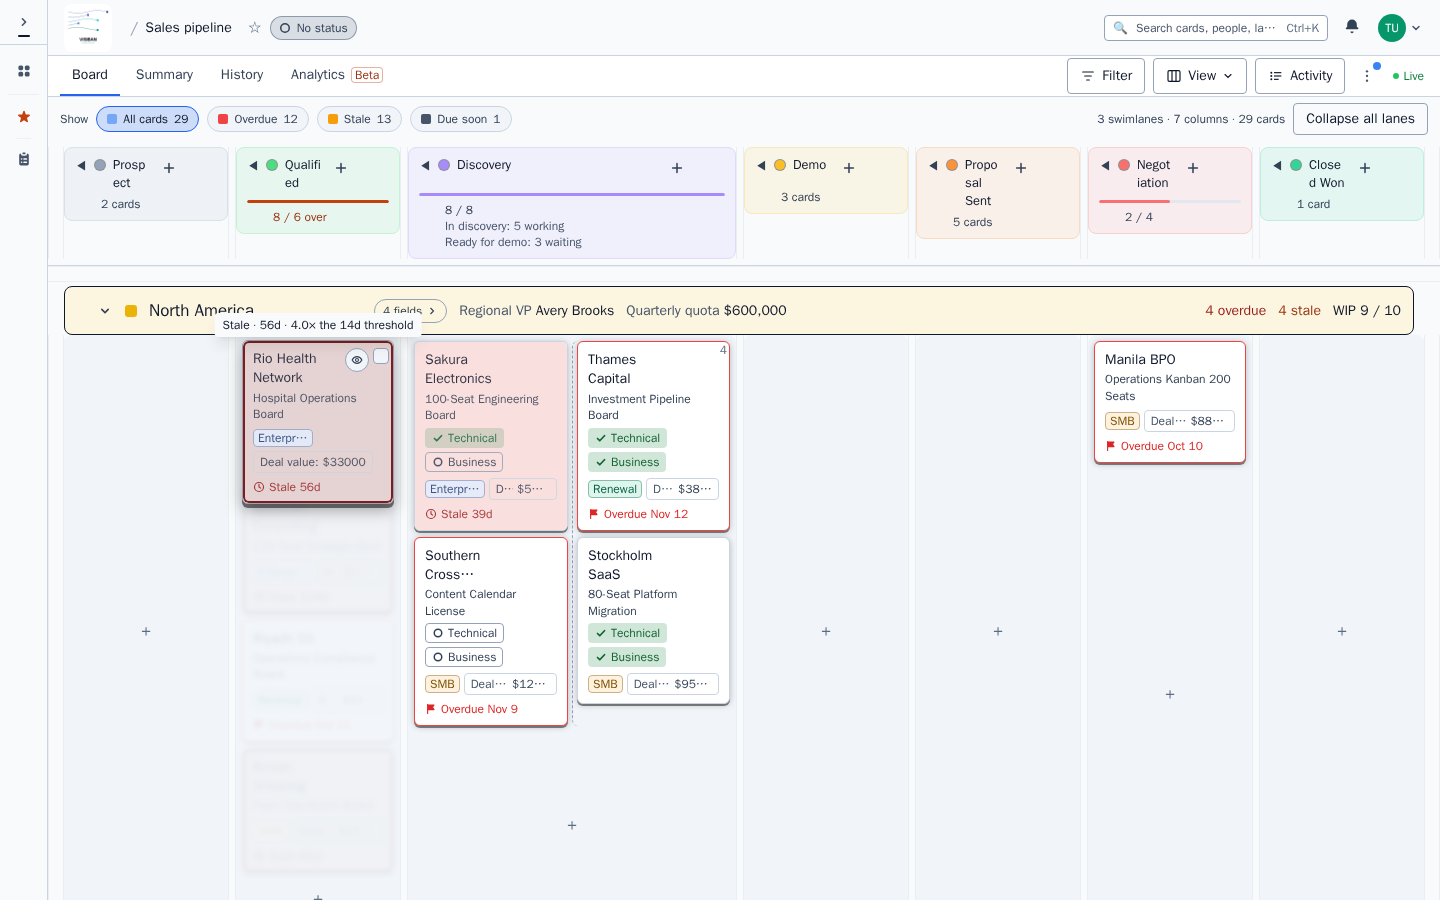 / Sales pipeline ☆ No status
Search cards, people, la··· Ctrl+K
TU
Board Summary History Analytics Beta
Filter View Activity Live
Show All cards 29 Overdue 12 Stale 13 Due soon 1
3 swimlanes · 7 columns · 29 cards Collapse all lanes
Prosp
ect
2 cards
Qualifi
ed
8 / 6 over
Discovery
8 / 8
In discovery: 5 working
Ready for demo: 3 waiting
Demo
3 cards
Propo
sal
Sent
5 cards
Negot
iation
2 / 4
Close
d Won
1 card
North America 4 fields Regional VP Avery Brooks Quarterly quota $600,000 4 overdue 4 stale WIP 9 / 10
Stale · 56d · 4.0× the 14d threshold
Rio Health
Network
Hospital Operations
Board
Enterpr···
Deal value: $33000
Stale 56d
Sakura
Electronics
100-Seat Engineering
Board
Technical
Business
Enterpr··· D··· $5···
Stale 39d
4
Thames
Capital
Investment Pipeline
Board
Technical
Business
Renewal D··· $38···
Overdue Nov 12
Southern
Cross···
Content Calendar
License
Technical
Business
SMB Deal··· $12···
Overdue Nov 9
Stockholm
SaaS
80-Seat Platform
Migration
Technical
Business
SMB Deal··· $95···
Manila BPO
Operations Kanban 200
Seats
SMB Deal··· $88···
Overdue Oct 10